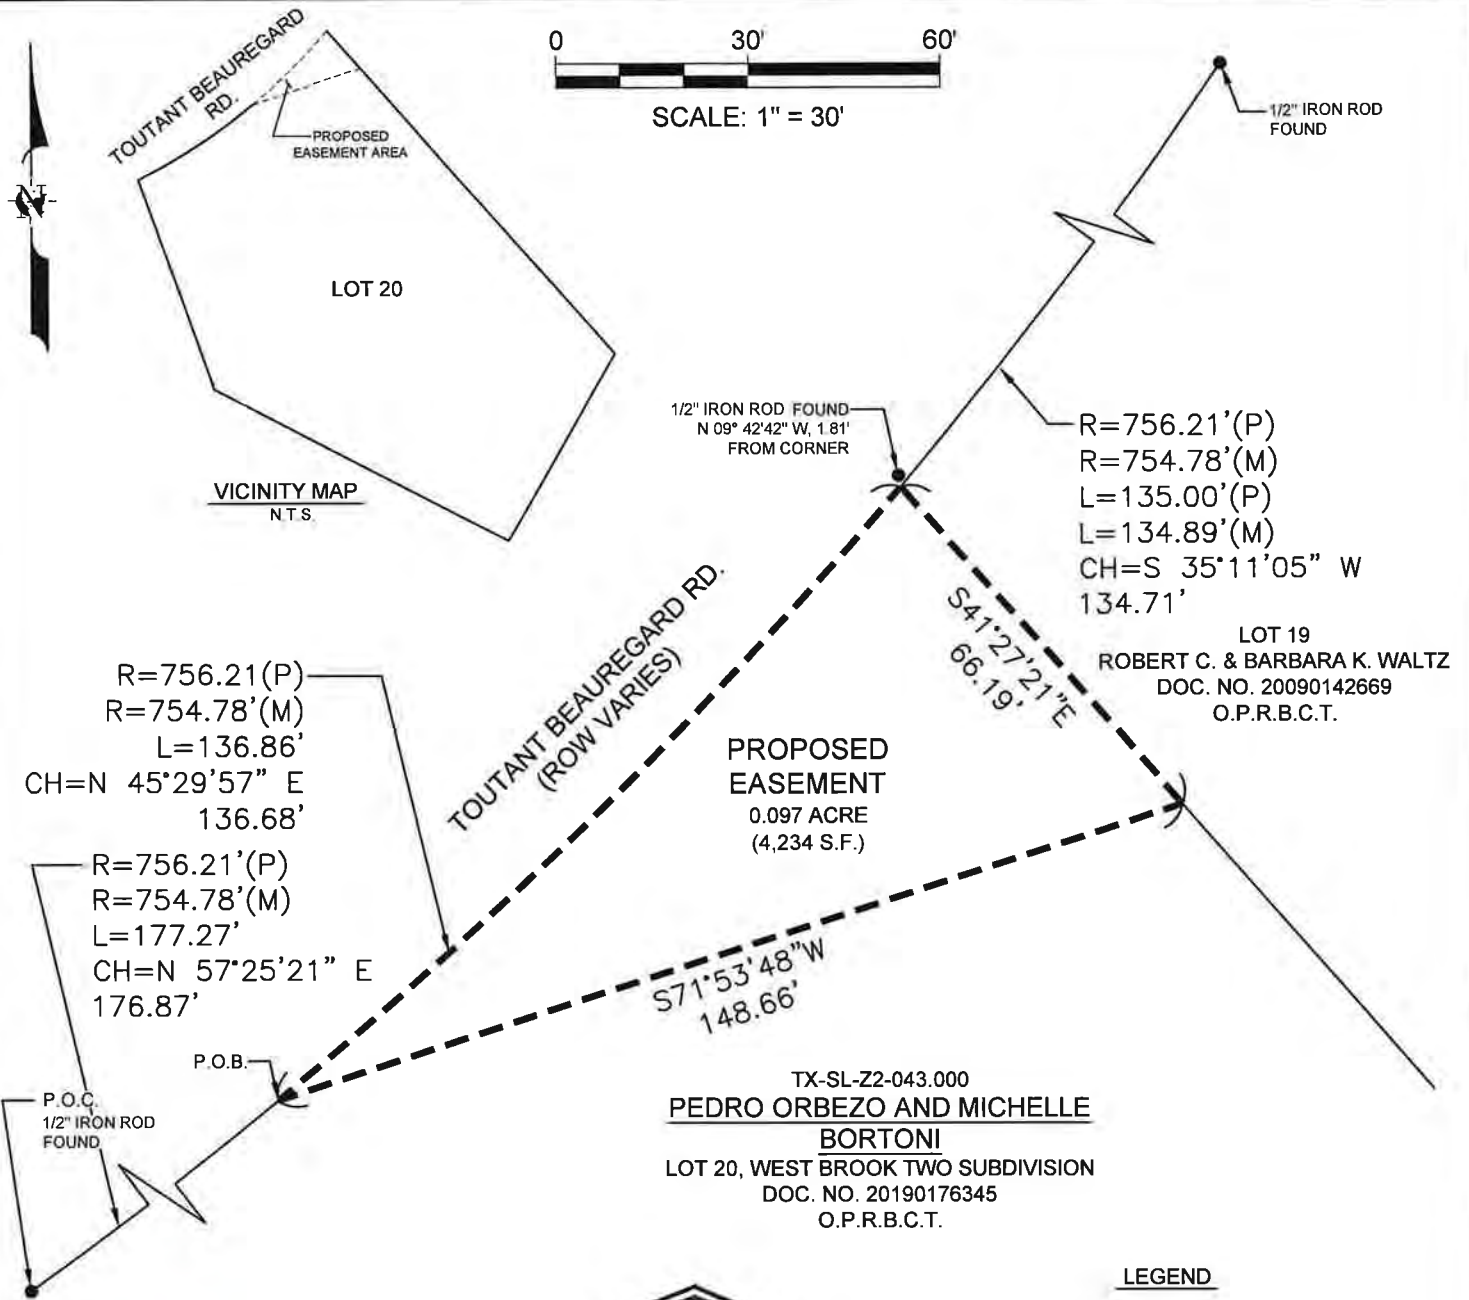 TOUTANT BEAUREGARD
RD.
PROPOSED
EASEMENT AREA
LOT 20
VICINITY MAP
N.T.S.
N
0 30' 60'
SCALE: 1" = 30'
1/2" IRON ROD
FOUND
1/2" IRON ROD FOUND
N 09° 42'42" W, 1.81'
FROM CORNER
R=756.21'(P)
R=754.78'(M)
L=135.00'(P)
L=134.89'(M)
CH=S 35°11'05" W
134.71'
LOT 19
ROBERT C. & BARBARA K. WALTZ
DOC. NO. 20090142669
O.P.R.B.C.T.
S41°27'21"E
66.19'
TOUTANT BEAUREGARD RD.
(ROW VARIES)
R=756.21(P)
R=754.78'(M)
L=136.86'
CH=N 45°29'57" E
136.68'
PROPOSED
EASEMENT
0.097 ACRE
(4,234 S.F.)
R=756.21'(P)
R=754.78'(M)
L=177.27'
CH=N 57°25'21" E
176.87'
S71°53'48"W
148.66'
P.O.B.
P.O.C.
1/2" IRON ROD
FOUND
TX-SL-Z2-043.000
PEDRO ORBEZO AND MICHELLE
BORTONI
LOT 20, WEST BROOK TWO SUBDIVISION
DOC. NO. 20190176345
O.P.R.B.C.T.
LEGEND